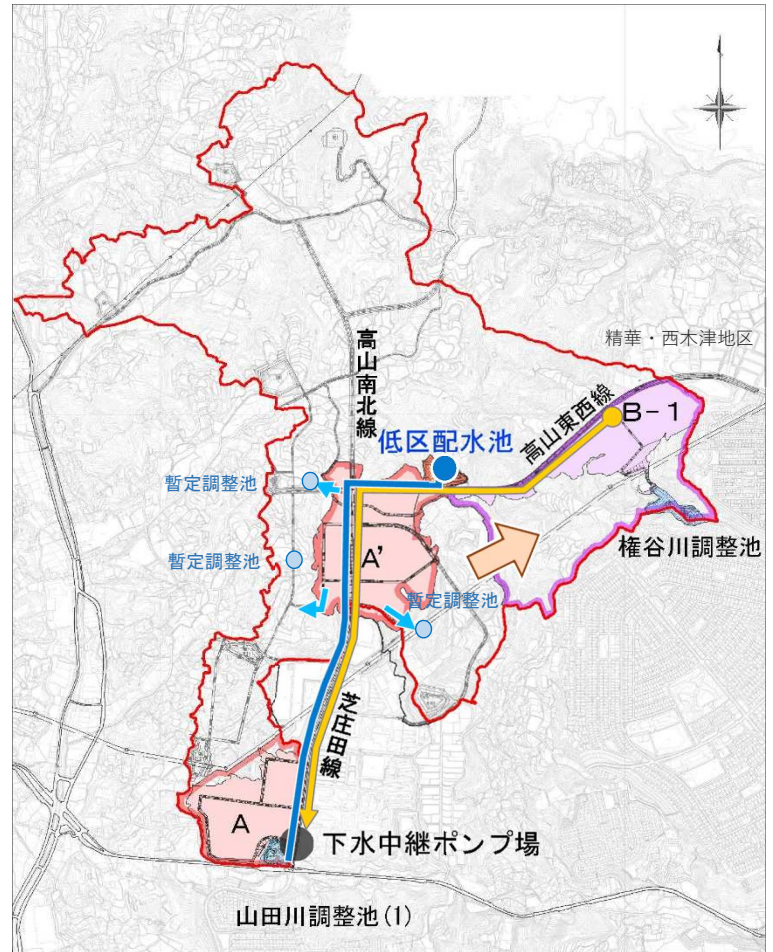 精華・西木津地区
高山南北線
高山東西線
B-1
低区配水池
暫定調整池
権谷川調整池
暫定調整池
A'
暫定調整池
芝庄田線
A
下水中継ポンプ場
山田川調整池(1)